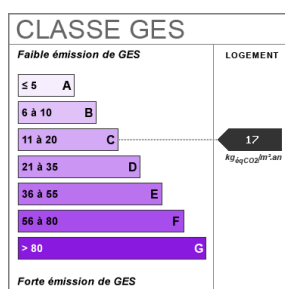 CLASSE GES
Faible émission de GES
LOGEMENT
≤ 5 A
6 à 10 B
11 à 20 C
17
kgéqCO2/m².an
21 à 35 D
36 à 55 E
56 à 80 F
> 80 G
Forte émission de GES